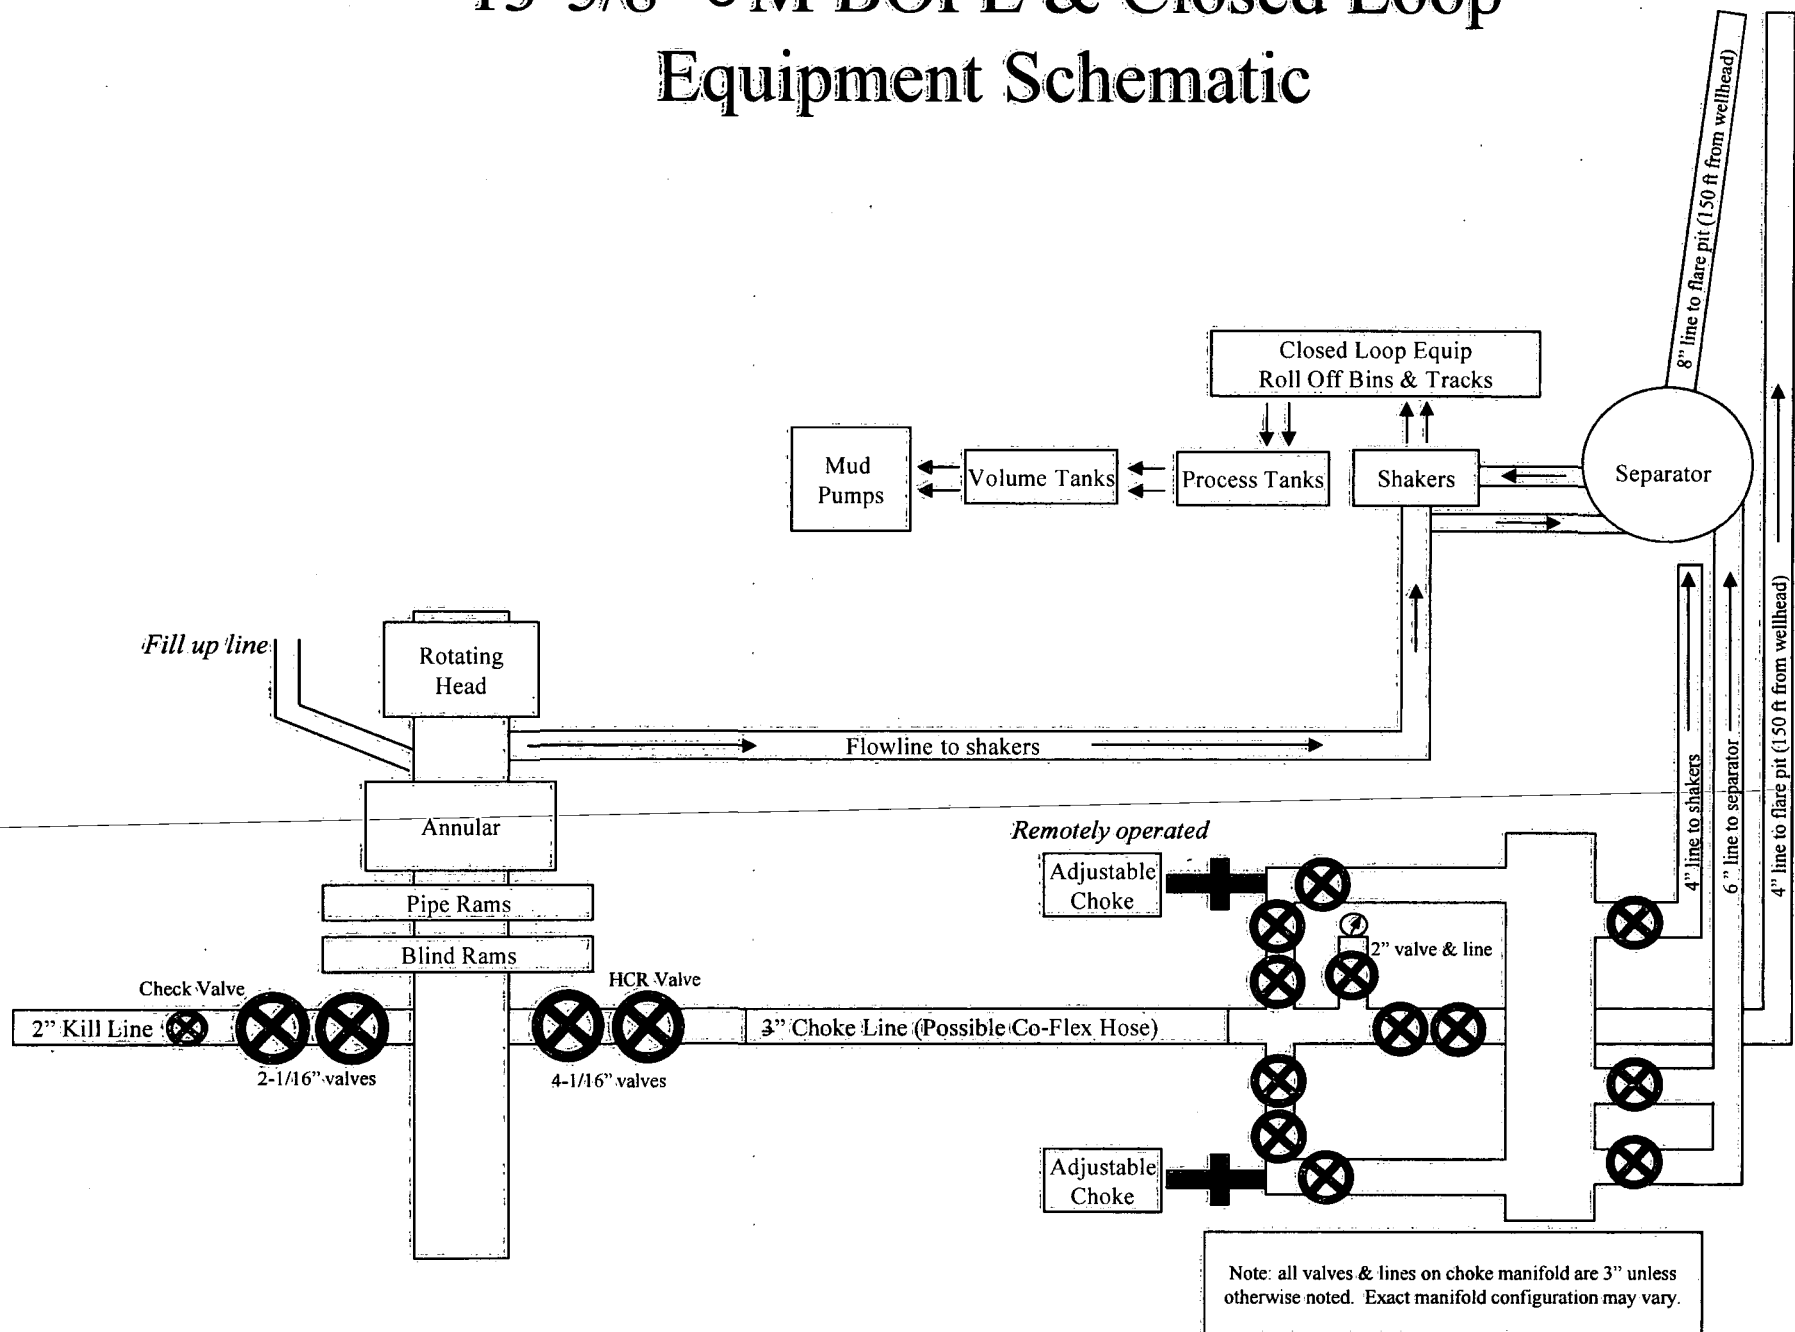 M BOPE & Closed Loop
Equipment Schematic
8” line to flare pit (150 ft from wellhead)
Closed Loop Equip
Roll Off Bins & Tracks
Mud
Pumps
Volume Tanks
Process Tanks
Shakers
Separator
Fill up line
Rotating
Head
Flowline to shakers
Annular
Pipe Rams
Blind Rams
Check Valve
HCR Valve
2” Kill Line
2-1/16” valves
4-1/16” valves
3” Choke Line (Possible Co-Flex Hose)
Remotely operated
Adjustable
Choke
2” valve & line
Adjustable
Choke
4” line to shakers
6” line to separator
4” line to flare pit (150 ft from wellhead)
Note: all valves & lines on choke manifold are 3” unless
otherwise noted. Exact manifold configuration may vary.